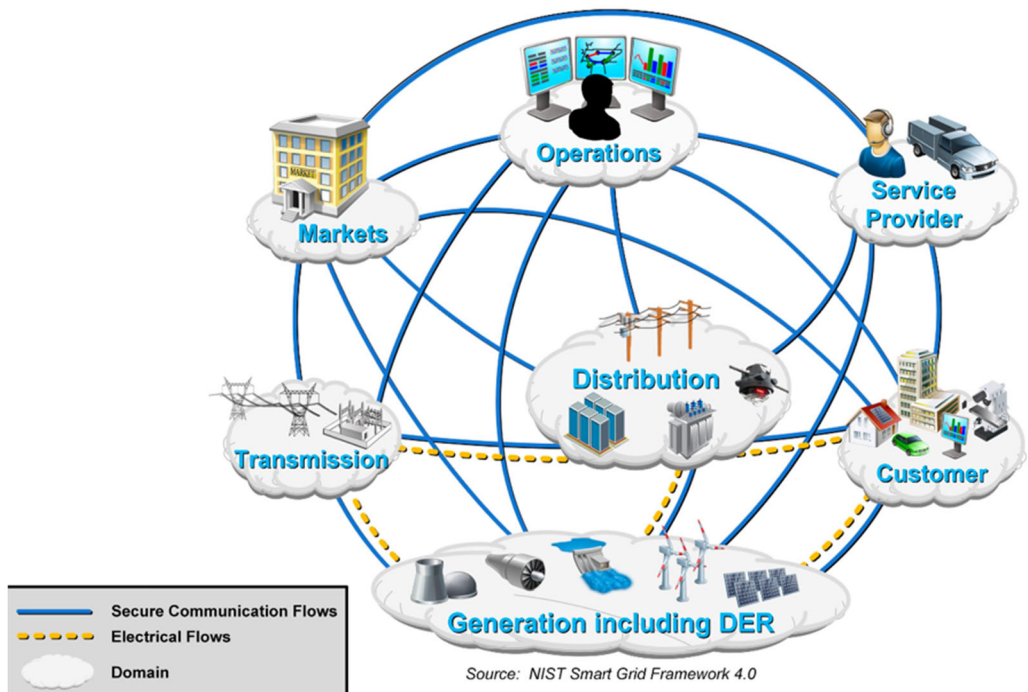 Operations
MARKET
Markets
Service
Provider
Distribution
Transmission
Customer
Generation including DER
Secure Communication Flows
Electrical Flows
Domain
Source: NIST Smart Grid Framework 4.0